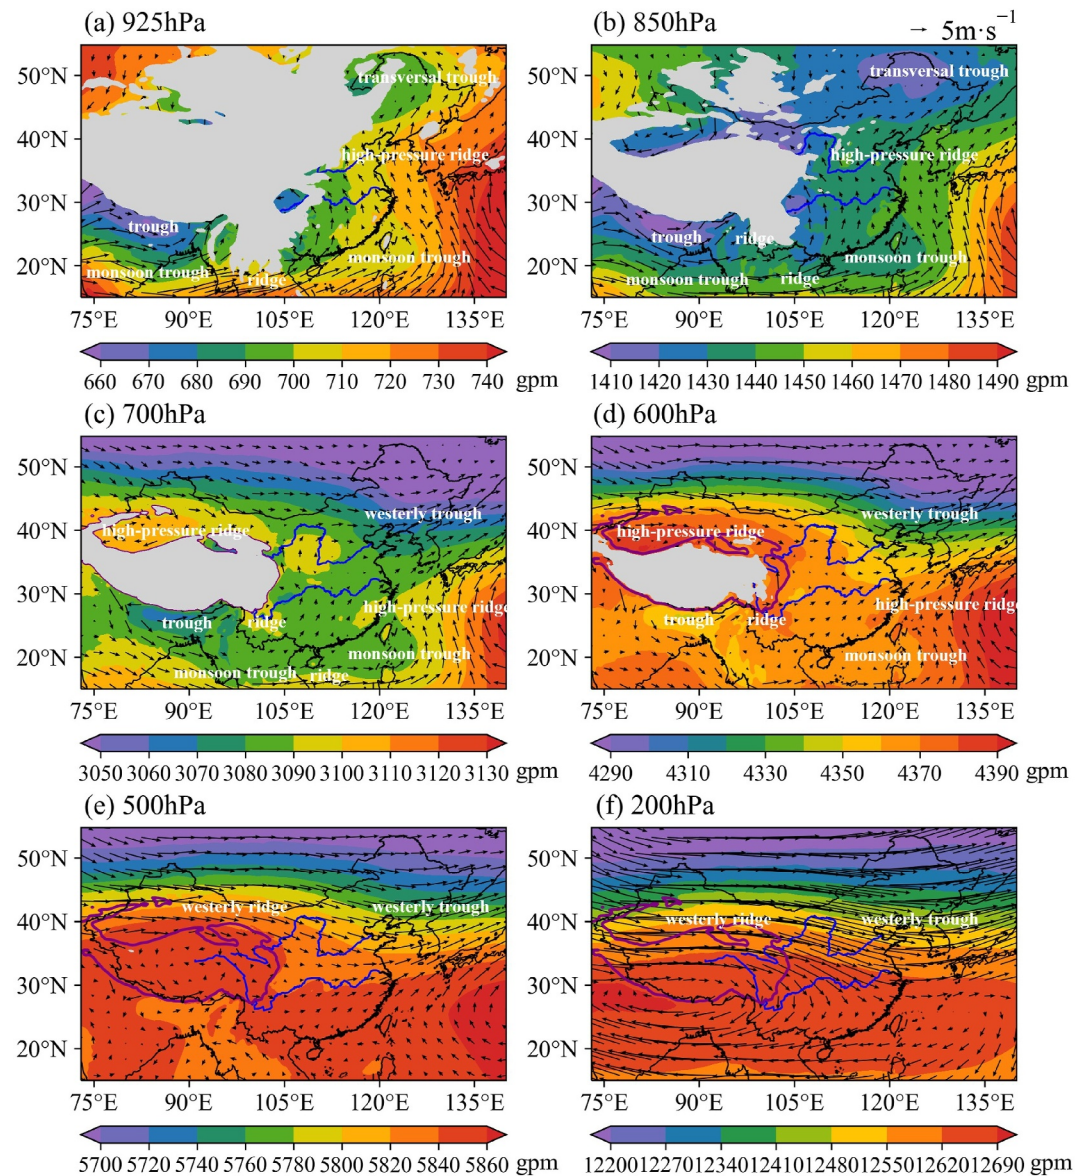 (a) 925hPa
(b) 850hPa
→ 5m·s⁻¹
50°N
40°N
30°N
20°N
transversal trough
high-pressure ridge
trough
monsoon trough
monsoon trough
ridge
75°E 90°E 105°E 120°E 135°E
660 670 680 690 700 710 720 730 740 gpm
50°N
40°N
30°N
20°N
transversal trough
high-pressure ridge
trough
ridge
monsoon trough
monsoon trough
ridge
75°E 90°E 105°E 120°E 135°E
1410 1420 1430 1440 1450 1460 1470 1480 1490 gpm
(c) 700hPa
50°N
40°N
30°N
20°N
westerly trough
high-pressure ridge
high-pressure ridge
trough
ridge
monsoon trough
monsoon trough
ridge
75°E 90°E 105°E 120°E 135°E
3050 3060 3070 3080 3090 3100 3110 3120 3130 gpm
(d) 600hPa
50°N
40°N
30°N
20°N
westerly trough
high-pressure ridge
high-pressure ridge
trough
ridge
monsoon trough
75°E 90°E 105°E 120°E 135°E
4290 4310 4330 4350 4370 4390 gpm
(e) 500hPa
50°N
40°N
30°N
20°N
westerly ridge
westerly trough
75°E 90°E 105°E 120°E 135°E
5700 5720 5740 5760 5780 5800 5820 5840 5860 gpm
(f) 200hPa
50°N
40°N
30°N
20°N
westerly ridge
westerly trough
75°E 90°E 105°E 120°E 135°E
12200 12270 12340 12410 12480 12550 12620 12690 gpm